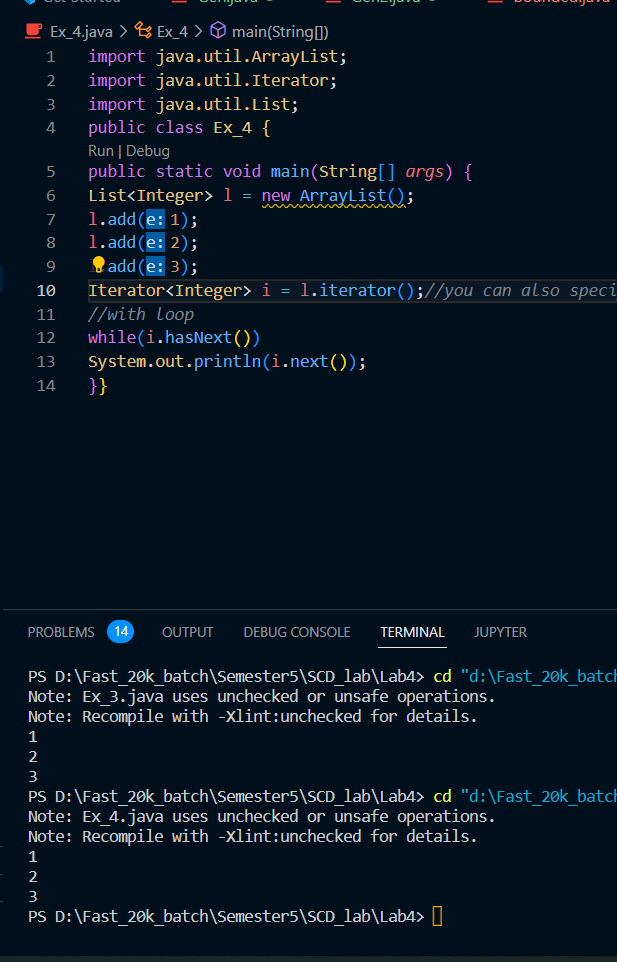 Get Started
bounded.java
Ex_4.java > Ex_4 > main(String[])
1 import java.util.ArrayList;
2 import java.util.Iterator;
3 import java.util.List;
4 public class Ex_4 {
Run | Debug
5 public static void main(String[] args) {
6 List<Integer> l = new ArrayList();
7 l.add(e: 1);
8 l.add(e: 2);
9 .add(e: 3);
10 Iterator<Integer> i = l.iterator();//you can also speci
11 //with loop
12 while(i.hasNext())
13 System.out.println(i.next());
14 }}
PROBLEMS 14 OUTPUT DEBUG CONSOLE TERMINAL JUPYTER
PS D:\Fast_20k_batch\Semester5\SCD_lab\Lab4> cd "d:\Fast_20k_batch
Note: Ex_3.java uses unchecked or unsafe operations.
Note: Recompile with -Xlint:unchecked for details.
1
2
3
PS D:\Fast_20k_batch\Semester5\SCD_lab\Lab4> cd "d:\Fast_20k_batch
Note: Ex_4.java uses unchecked or unsafe operations.
Note: Recompile with -Xlint:unchecked for details.
1
2
3
PS D:\Fast_20k_batch\Semester5\SCD_lab\Lab4>